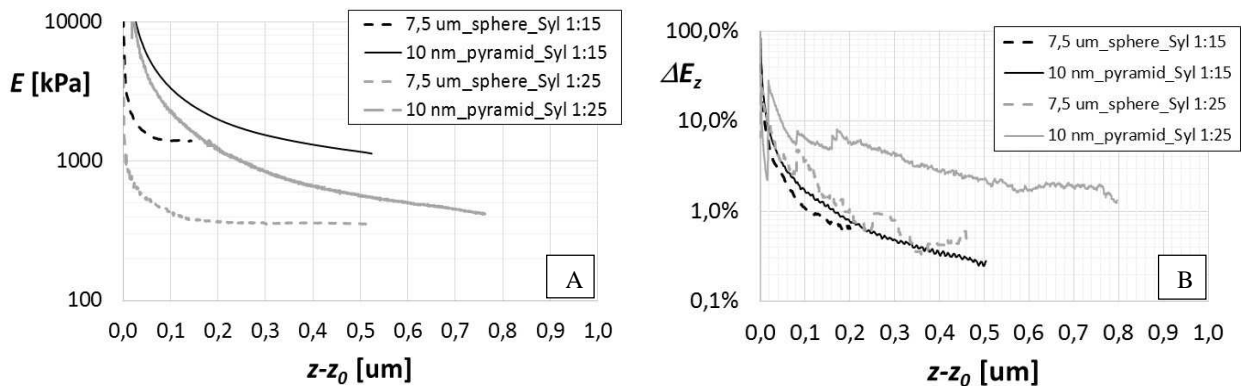 10000
1000
100
E [kPa]
7,5 um_sphere_Syl 1:15
10 nm_pyramid_Syl 1:15
7,5 um_sphere_Syl 1:25
10 nm_pyramid_Syl 1:25
A
0,0 0,1 0,2 0,3 0,4 0,5 0,6 0,7 0,8 0,9 1,0
z-z0 [um]
100,0%
ΔEz
10,0%
1,0%
0,1%
7,5 um_sphere_Syl 1:15
10 nm_pyramid_Syl 1:15
7,5 um_sphere_Syl 1:25
10 nm_pyramid_Syl 1:25
B
0,0 0,1 0,2 0,3 0,4 0,5 0,6 0,7 0,8 0,9 1,0
z-z0 [um]